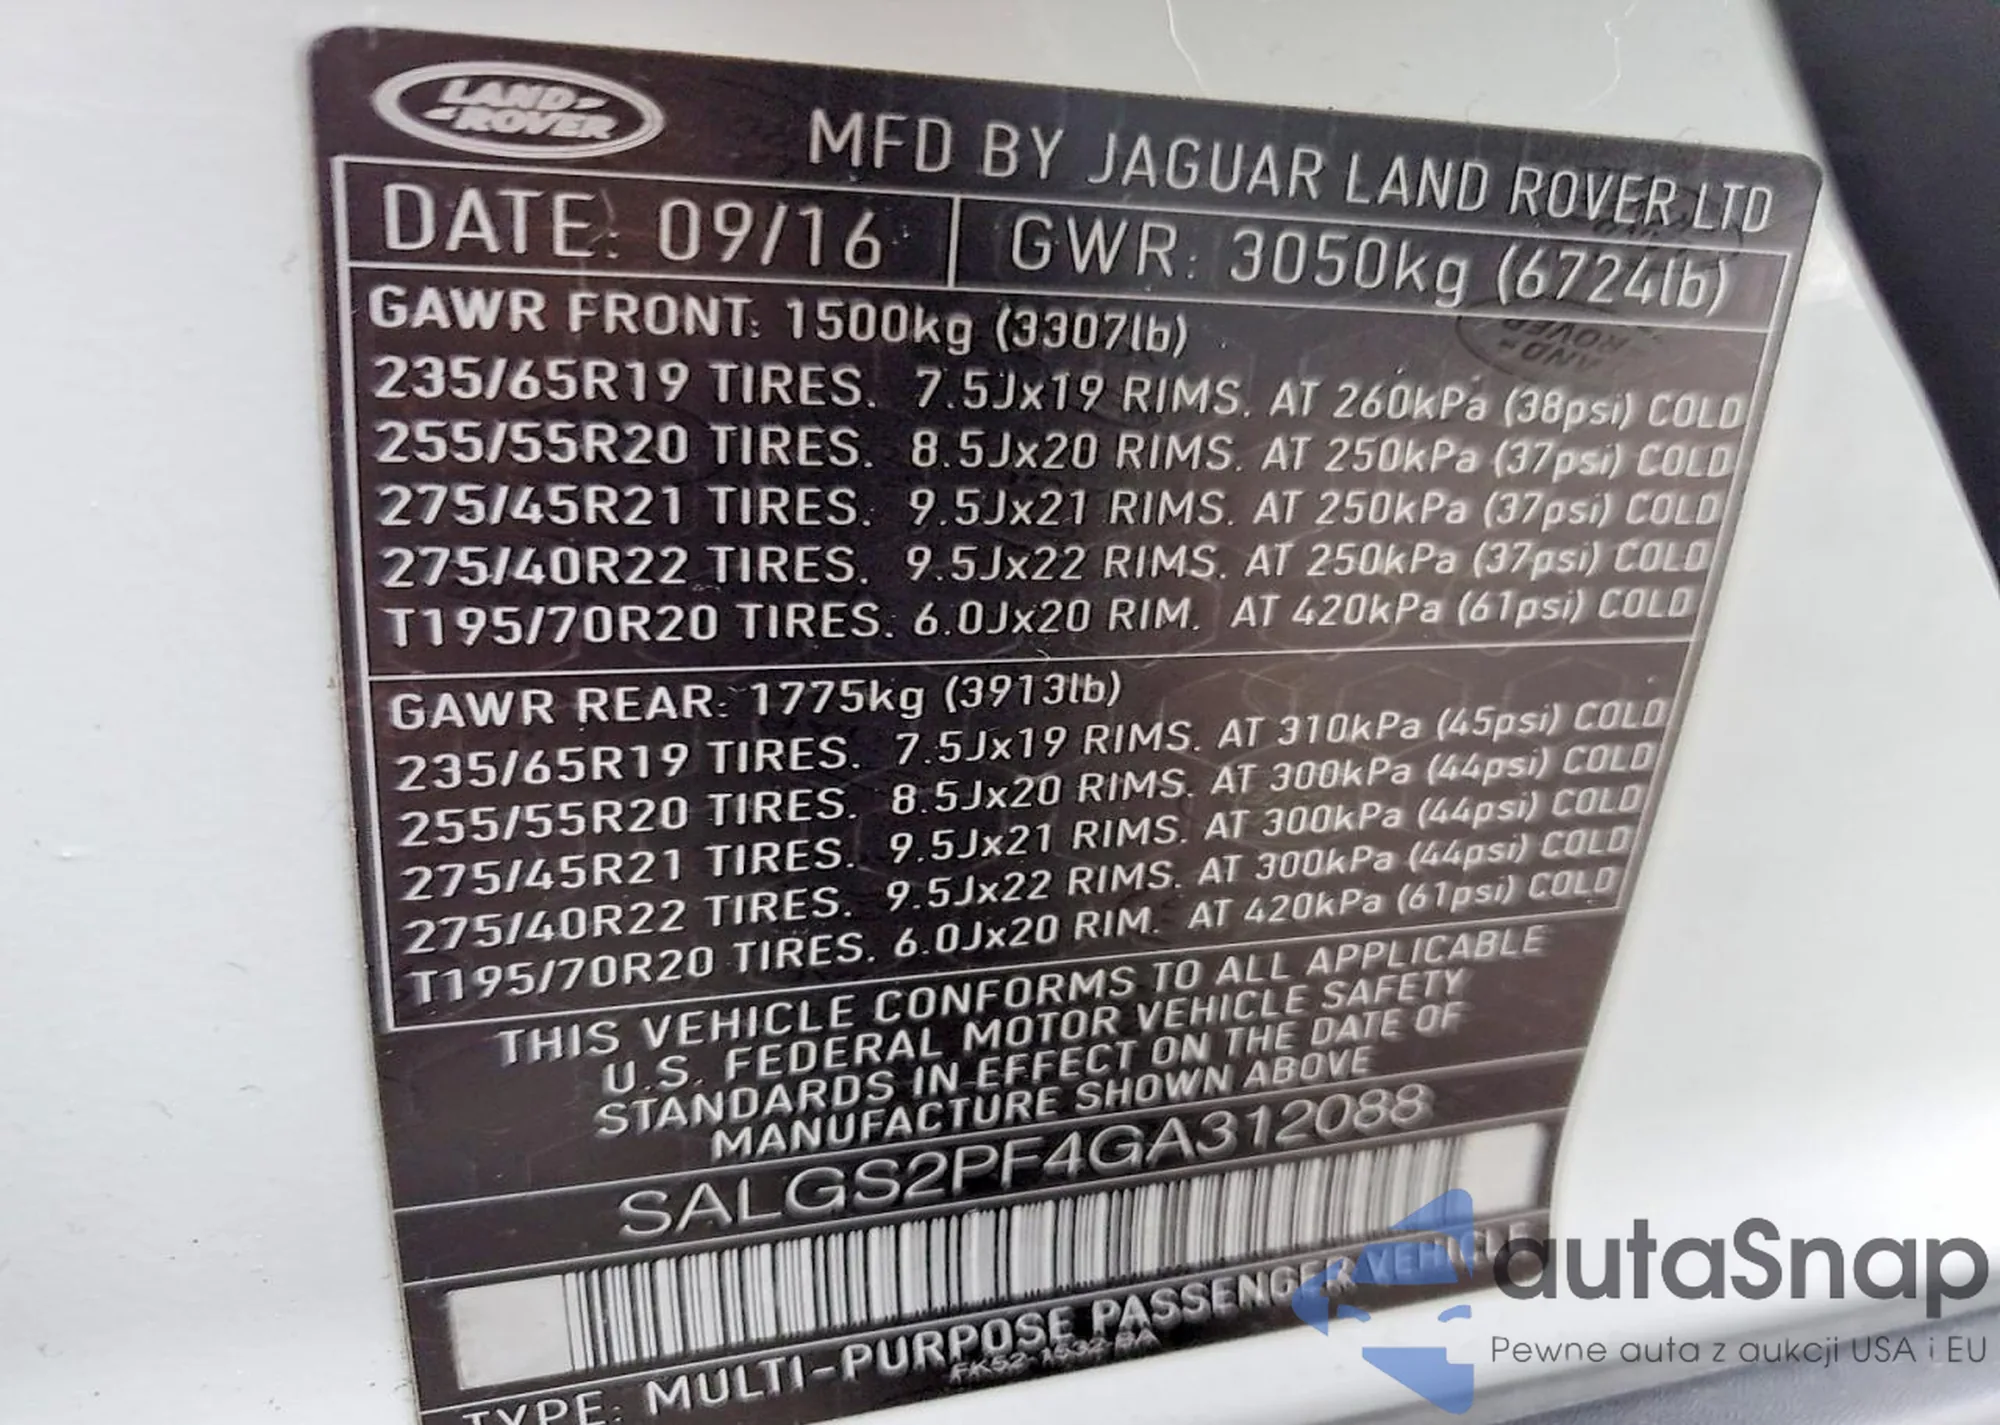 LAND-
-ROVER
MFD BY JAGUAR LAND ROVER LTD
DATE: 09/16
GWR: 3050kg (6724lb)
GAWR FRONT: 1500kg (3307lb)
235/65R19 TIRES. 7.5Jx19 RIMS. AT 260kPa (38psi) COLD
255/55R20 TIRES. 8.5Jx20 RIMS. AT 250kPa (37psi) COLD
275/45R21 TIRES. 9.5Jx21 RIMS. AT 250kPa (37psi) COLD
275/40R22 TIRES. 9.5Jx22 RIMS. AT 250kPa (37psi) COLD
T195/70R20 TIRES. 6.0Jx20 RIM. AT 420kPa (61psi) COLD
GAWR REAR: 1775kg (3913lb)
235/65R19 TIRES. 7.5Jx19 RIMS. AT 310kPa (45psi) COLD
255/55R20 TIRES. 8.5Jx20 RIMS. AT 300kPa (44psi) COLD
275/45R21 TIRES. 9.5Jx21 RIMS. AT 300kPa (44psi) COLD
275/40R22 TIRES. 9.5Jx22 RIMS. AT 300kPa (44psi) COLD
T195/70R20 TIRES. 6.0Jx20 RIM. AT 420kPa (61psi) COLD
THIS VEHICLE CONFORMS TO ALL APPLICABLE
U.S. FEDERAL MOTOR VEHICLE SAFETY
STANDARDS IN EFFECT ON THE DATE OF
MANUFACTURE SHOWN ABOVE
SALGS2PF4GA312088
TYPE: MULTI-PURPOSE PASSENGER VEHICLE
FK52-1532-BA
autaSnap
Pewne auta z aukcji USA i EU